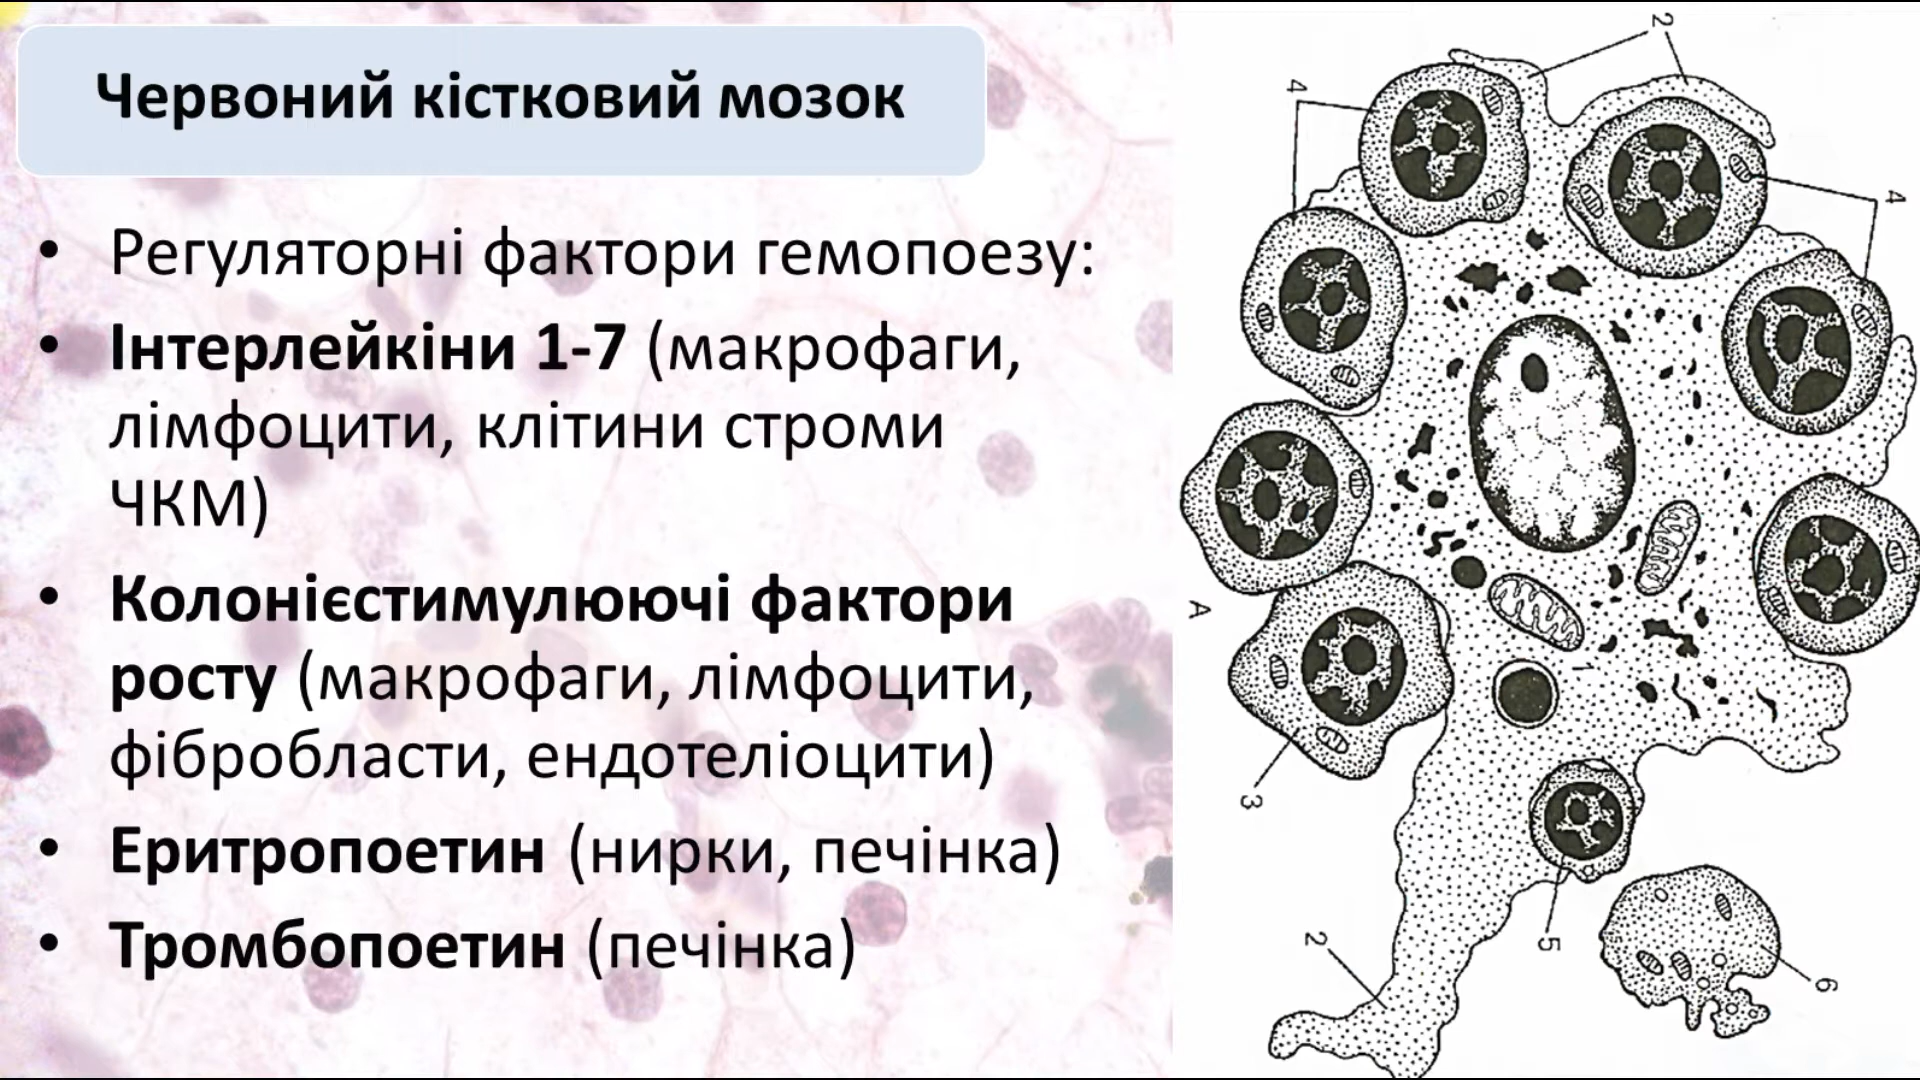 Червоний кістковий мозок
• Регуляторні фактори гемопоезу:
• Інтерлейкіни 1-7 (макрофаги,
лімфоцити, клітини строми
ЧКМ)
• Колонієстимулюючі фактори
росту (макрофаги, лімфоцити,
фібробласти, ендотеліоцити)
• Еритропоетин (нирки, печінка)
• Тромбопоетин (печінка)
2
4
4
А
1
3
2
5
6